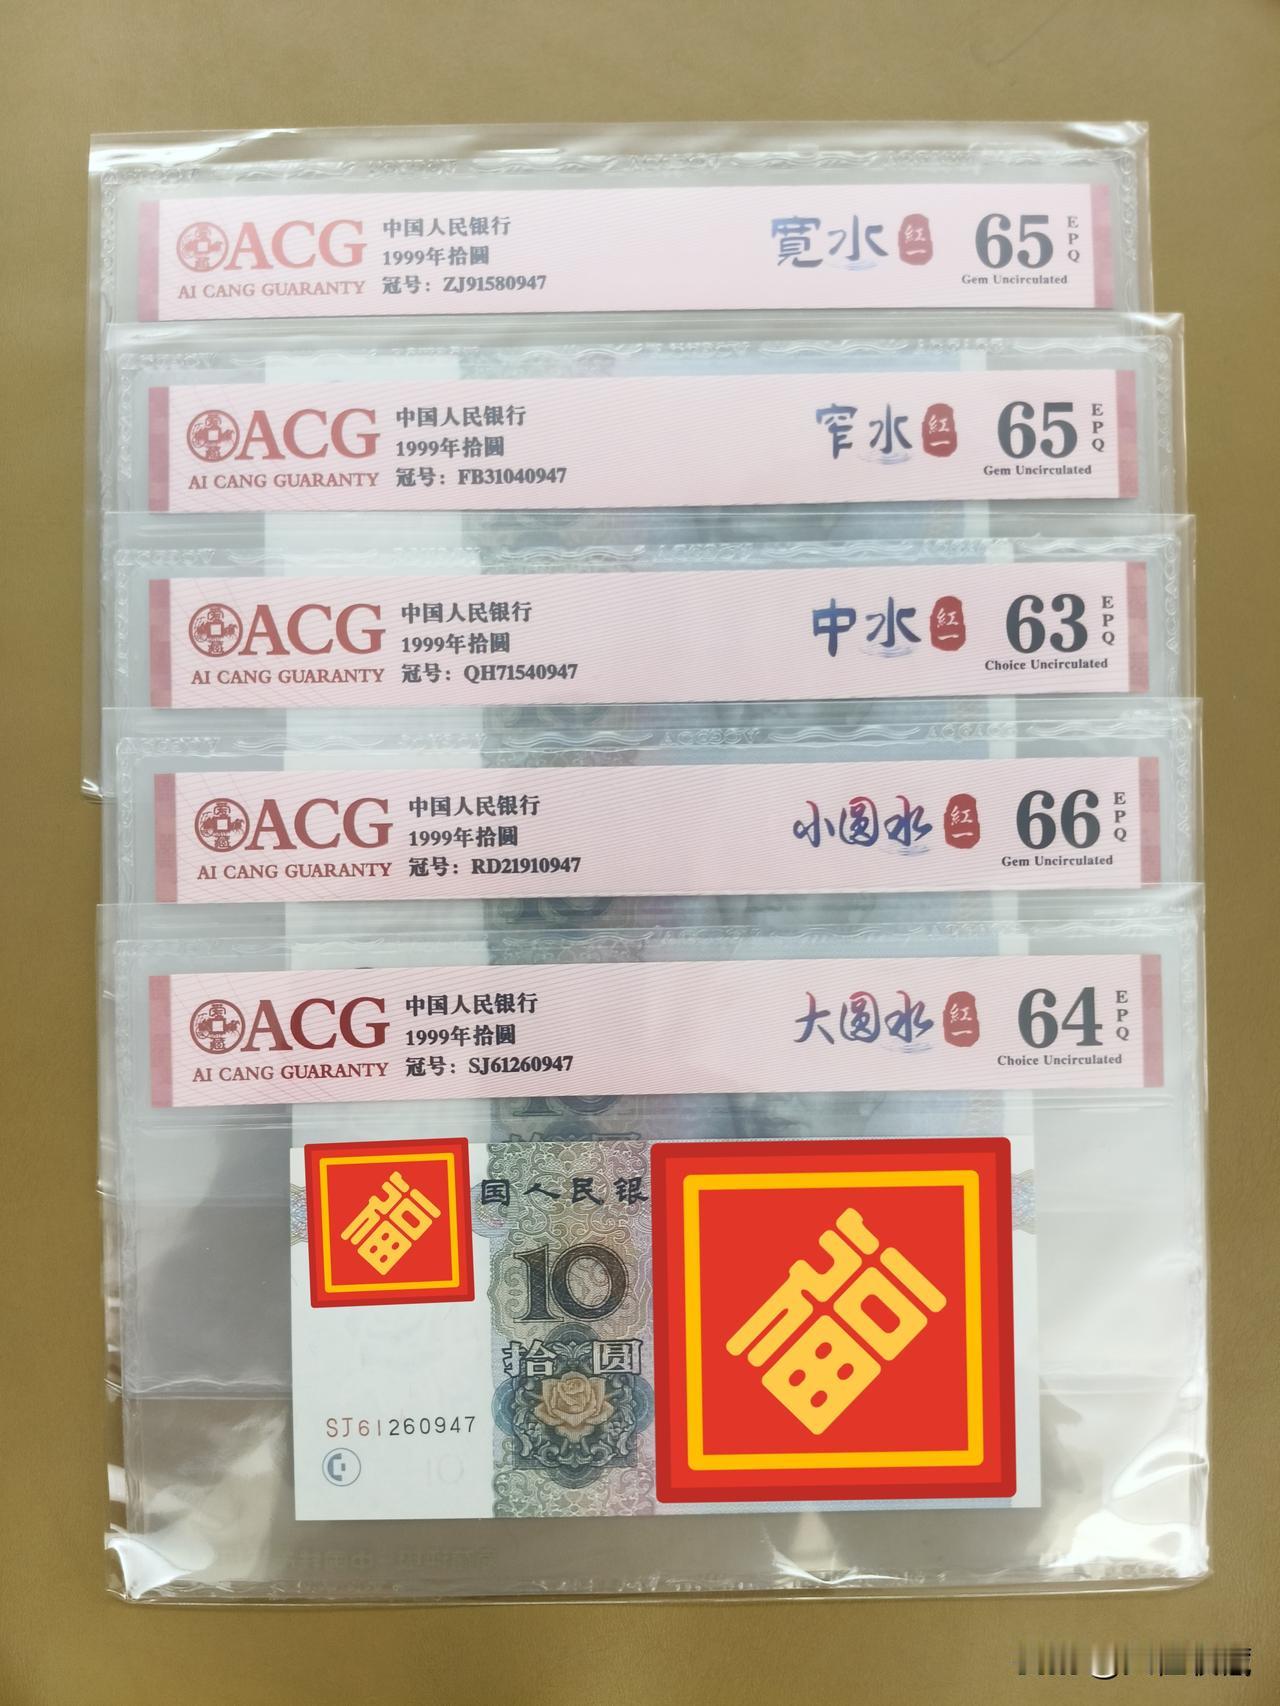 ACG
AI CANG GUARANTY
中国人民银行
1999年拾圆
冠号：ZJ91580947
宽水 紅一
65 EPQ
Gem Uncirculated
ACG
AI CANG GUARANTY
中国人民银行
1999年拾圆
冠号：FB31040947
窄水 紅一
65 EPQ
Gem Uncirculated
ACG
AI CANG GUARANTY
中国人民银行
1999年拾圆
冠号：QH71540947
中水 紅一
63 EPQ
Choice Uncirculated
ACG
AI CANG GUARANTY
中国人民银行
1999年拾圆
冠号：RD21910947
小圆水 紅一
66 EPQ
Gem Uncirculated
ACG
AI CANG GUARANTY
中国人民银行
1999年拾圆
冠号：SJ61260947
大圆水 紅一
64 EPQ
Choice Uncirculated
福
国人民银
福
10
拾圆
SJ61260947